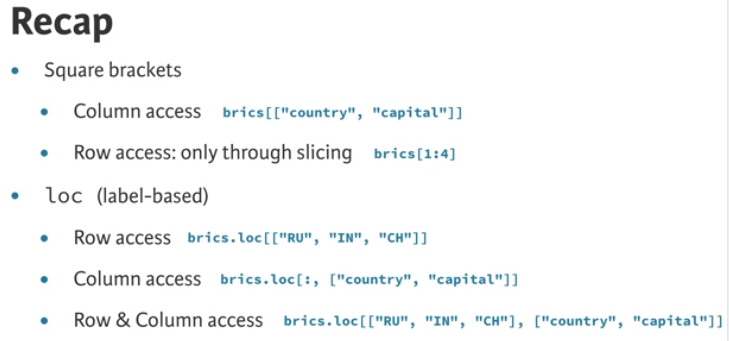 Recap
• Square brackets
• Column access brics[["country", "capital"]]
• Row access: only through slicing brics[1:4]
• loc (label-based)
• Row access brics.loc[["RU", "IN", "CH"]]
• Column access brics.loc[:, ["country", "capital"]]
• Row & Column access brics.loc[["RU", "IN", "CH"], ["country", "capital"]]